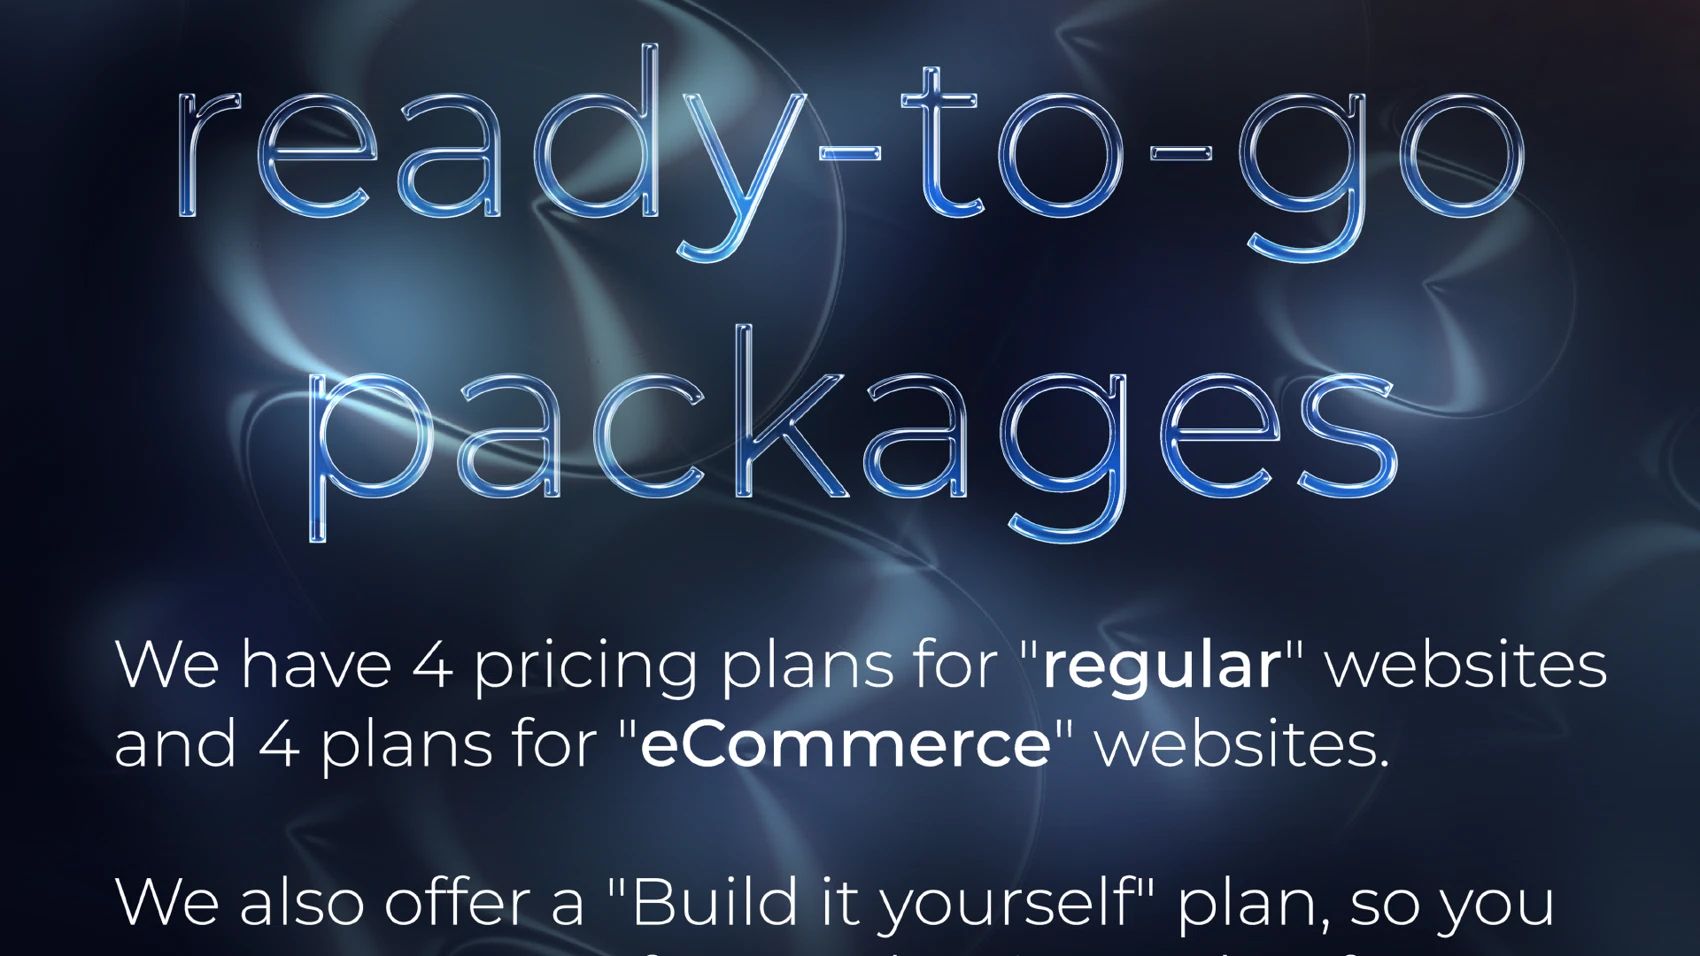 ready-to-go
packages
We have 4 pricing plans for "regular" websites
and 4 plans for "eCommerce" websites.
We also offer a "Build it yourself" plan, so you